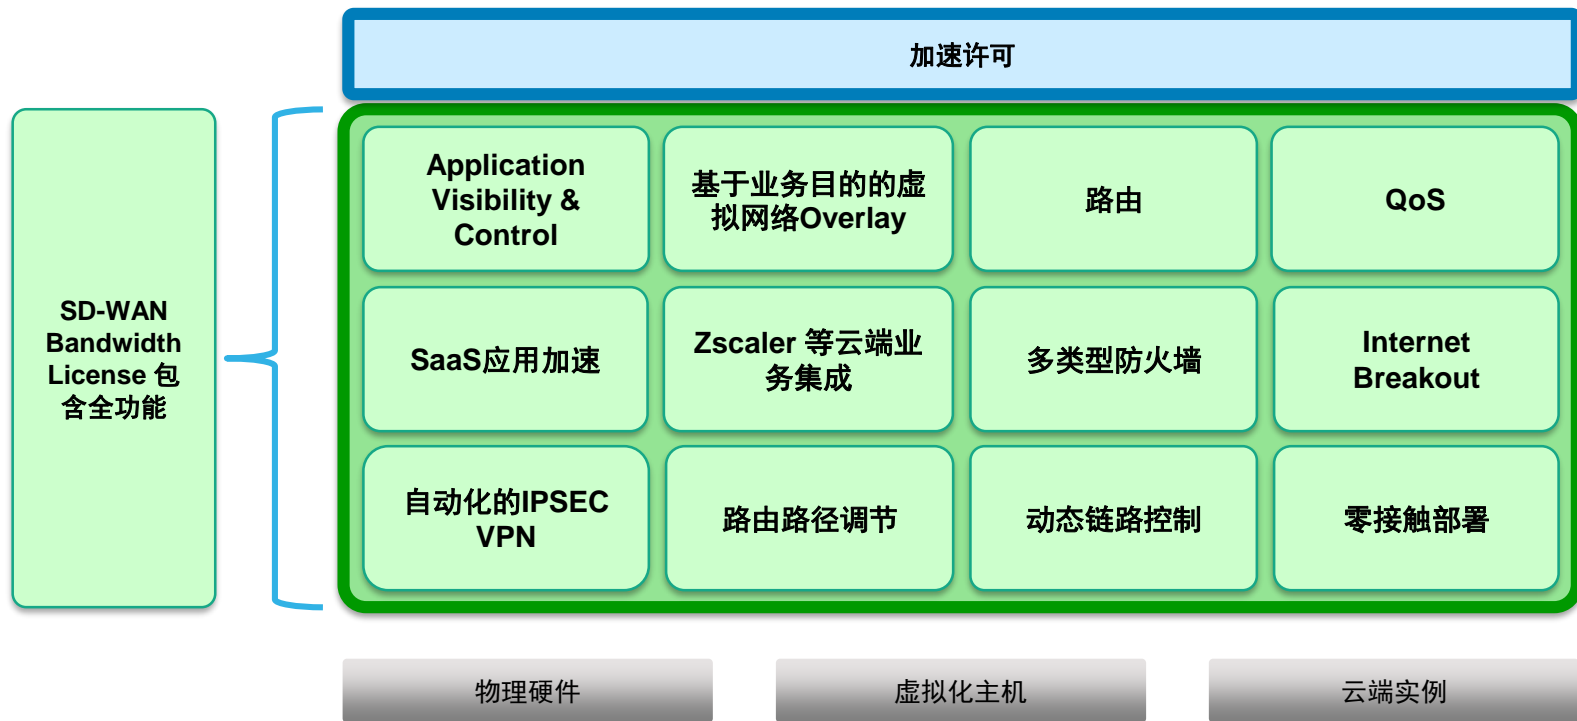 加速许可
SD-WAN
Bandwidth
License 包
含全功能
Application
Visibility &
Control
基于业务目的的虚
拟网络Overlay
路由
QoS
SaaS应用加速
Zscaler 等云端业
务集成
多类型防火墙
Internet
Breakout
自动化的IPSEC
VPN
路由路径调节
动态链路控制
零接触部署
物理硬件
虚拟化主机
云端实例